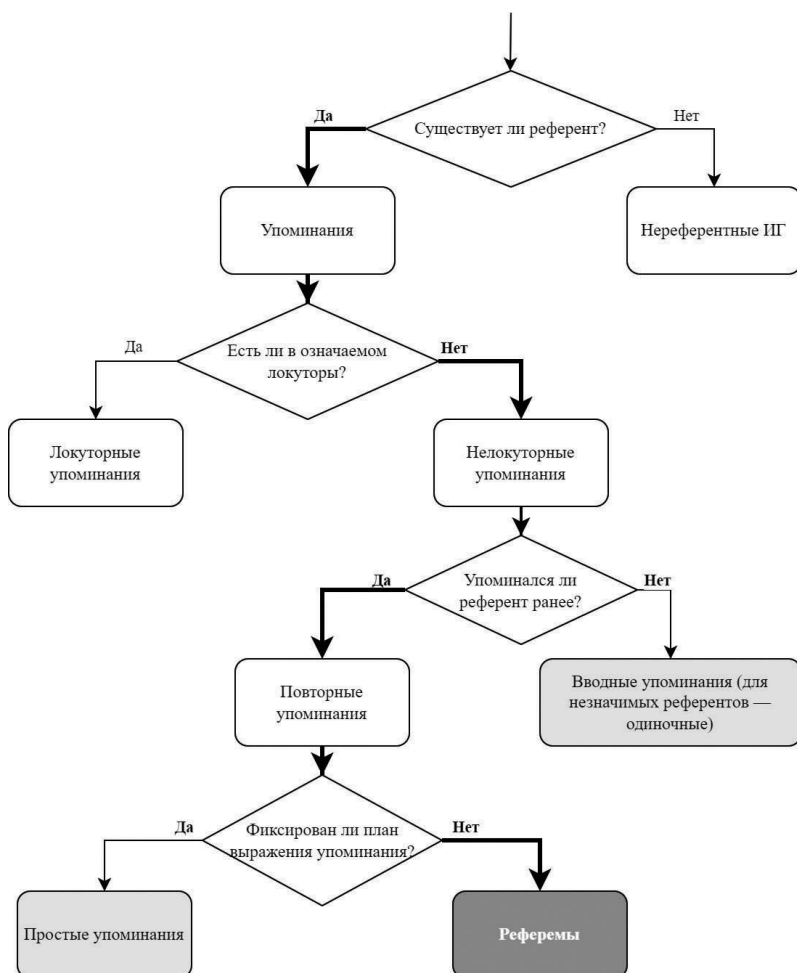 Да
Существует ли референт?
Нет
Упоминания
Нереферентные ИГ
Да
Есть ли в означаемом
локуторы?
Нет
Локуторные
упоминания
Нелокуторные
упоминания
Да
Упоминался ли
референт ранее?
Нет
Повторные
упоминания
Вводные упоминания (для
незначимых референтов —
одиночные)
Да
Фиксирован ли план
выражения упоминания?
Нет
Простые упоминания
Референмы